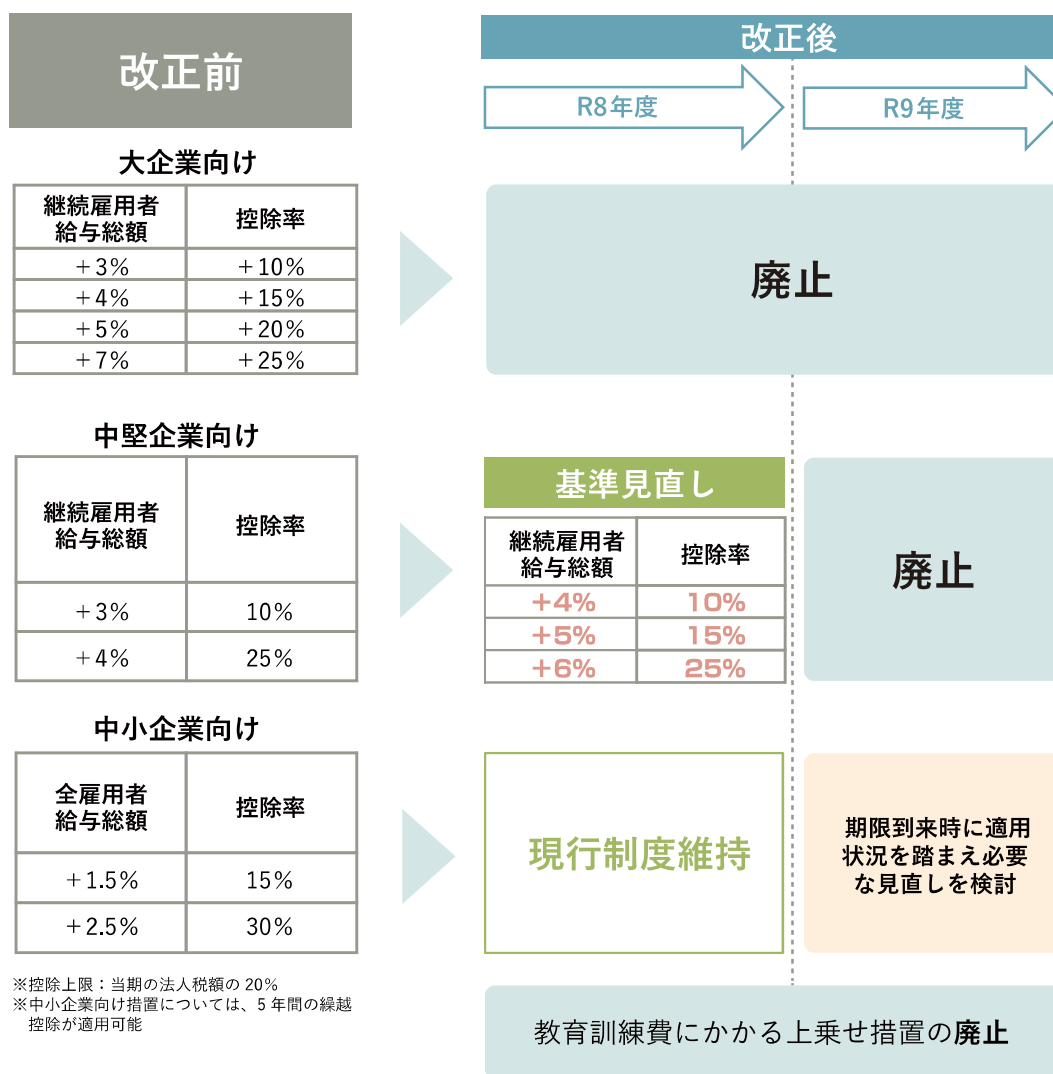 改正前
改正後
R8年度
R9年度
大企業向け
継続雇用者
給与総額
控除率
+3%
+10%
+4%
+15%
+5%
+20%
+7%
+25%
廃止
中堅企業向け
継続雇用者
給与総額
控除率
+3%
10%
+4%
25%
基準見直し
継続雇用者
給与総額
控除率
+4%
10%
+5%
15%
+6%
25%
廃止
中小企業向け
全雇用者
給与総額
控除率
+1.5%
15%
+2.5%
30%
現行制度維持
期限到来時に適用
状況を踏まえ必要
な見直しを検討
※控除上限：当期の法人税額の 20%
※中小企業向け措置については、5 年間の繰越
控除が適用可能
教育訓練費にかかる上乗せ措置の廃止